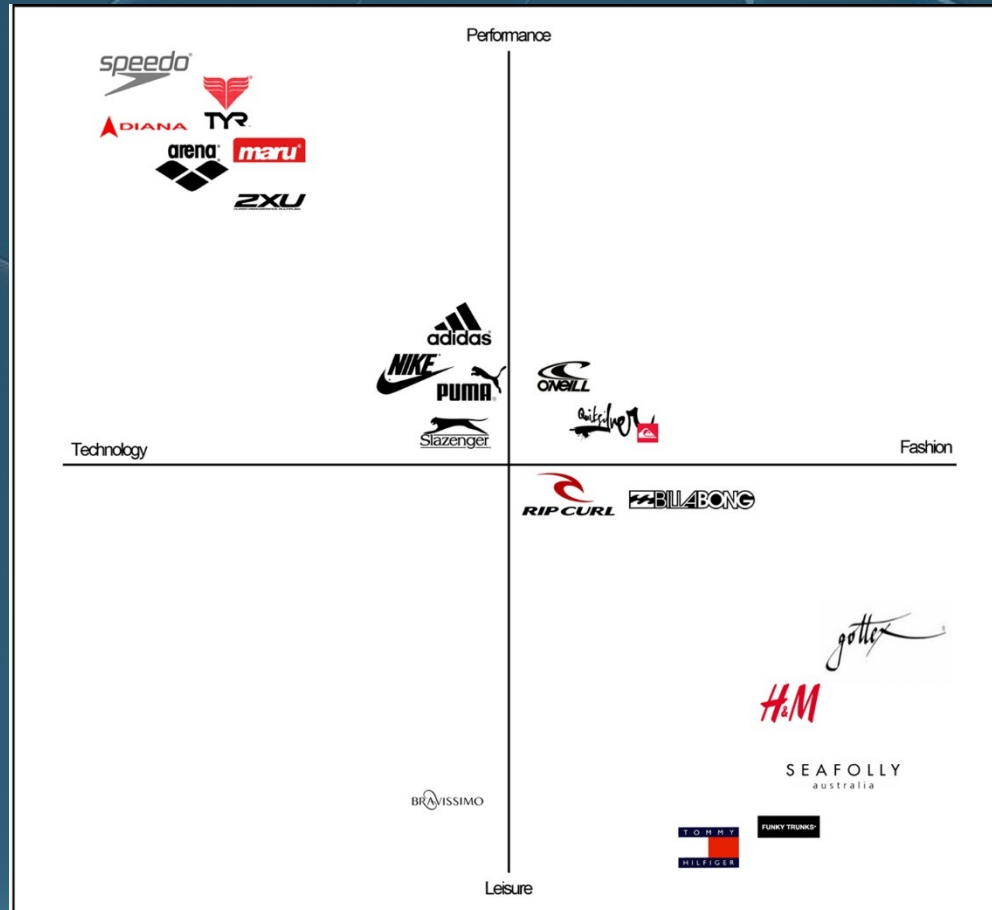 Performance
speedo
TYR
DIANA
arena
maru
2XU
adidas
NIKE
PUMA
O'NEILL
Quiksilver
Slazenger
Technology
Fashion
RIP CURL
BILLABONG
gottex
H&M
SEAFOLLY
australia
BRAVISSIMO
FUNKY TRUNKS
TOMMY
HILFIGER
Leisure